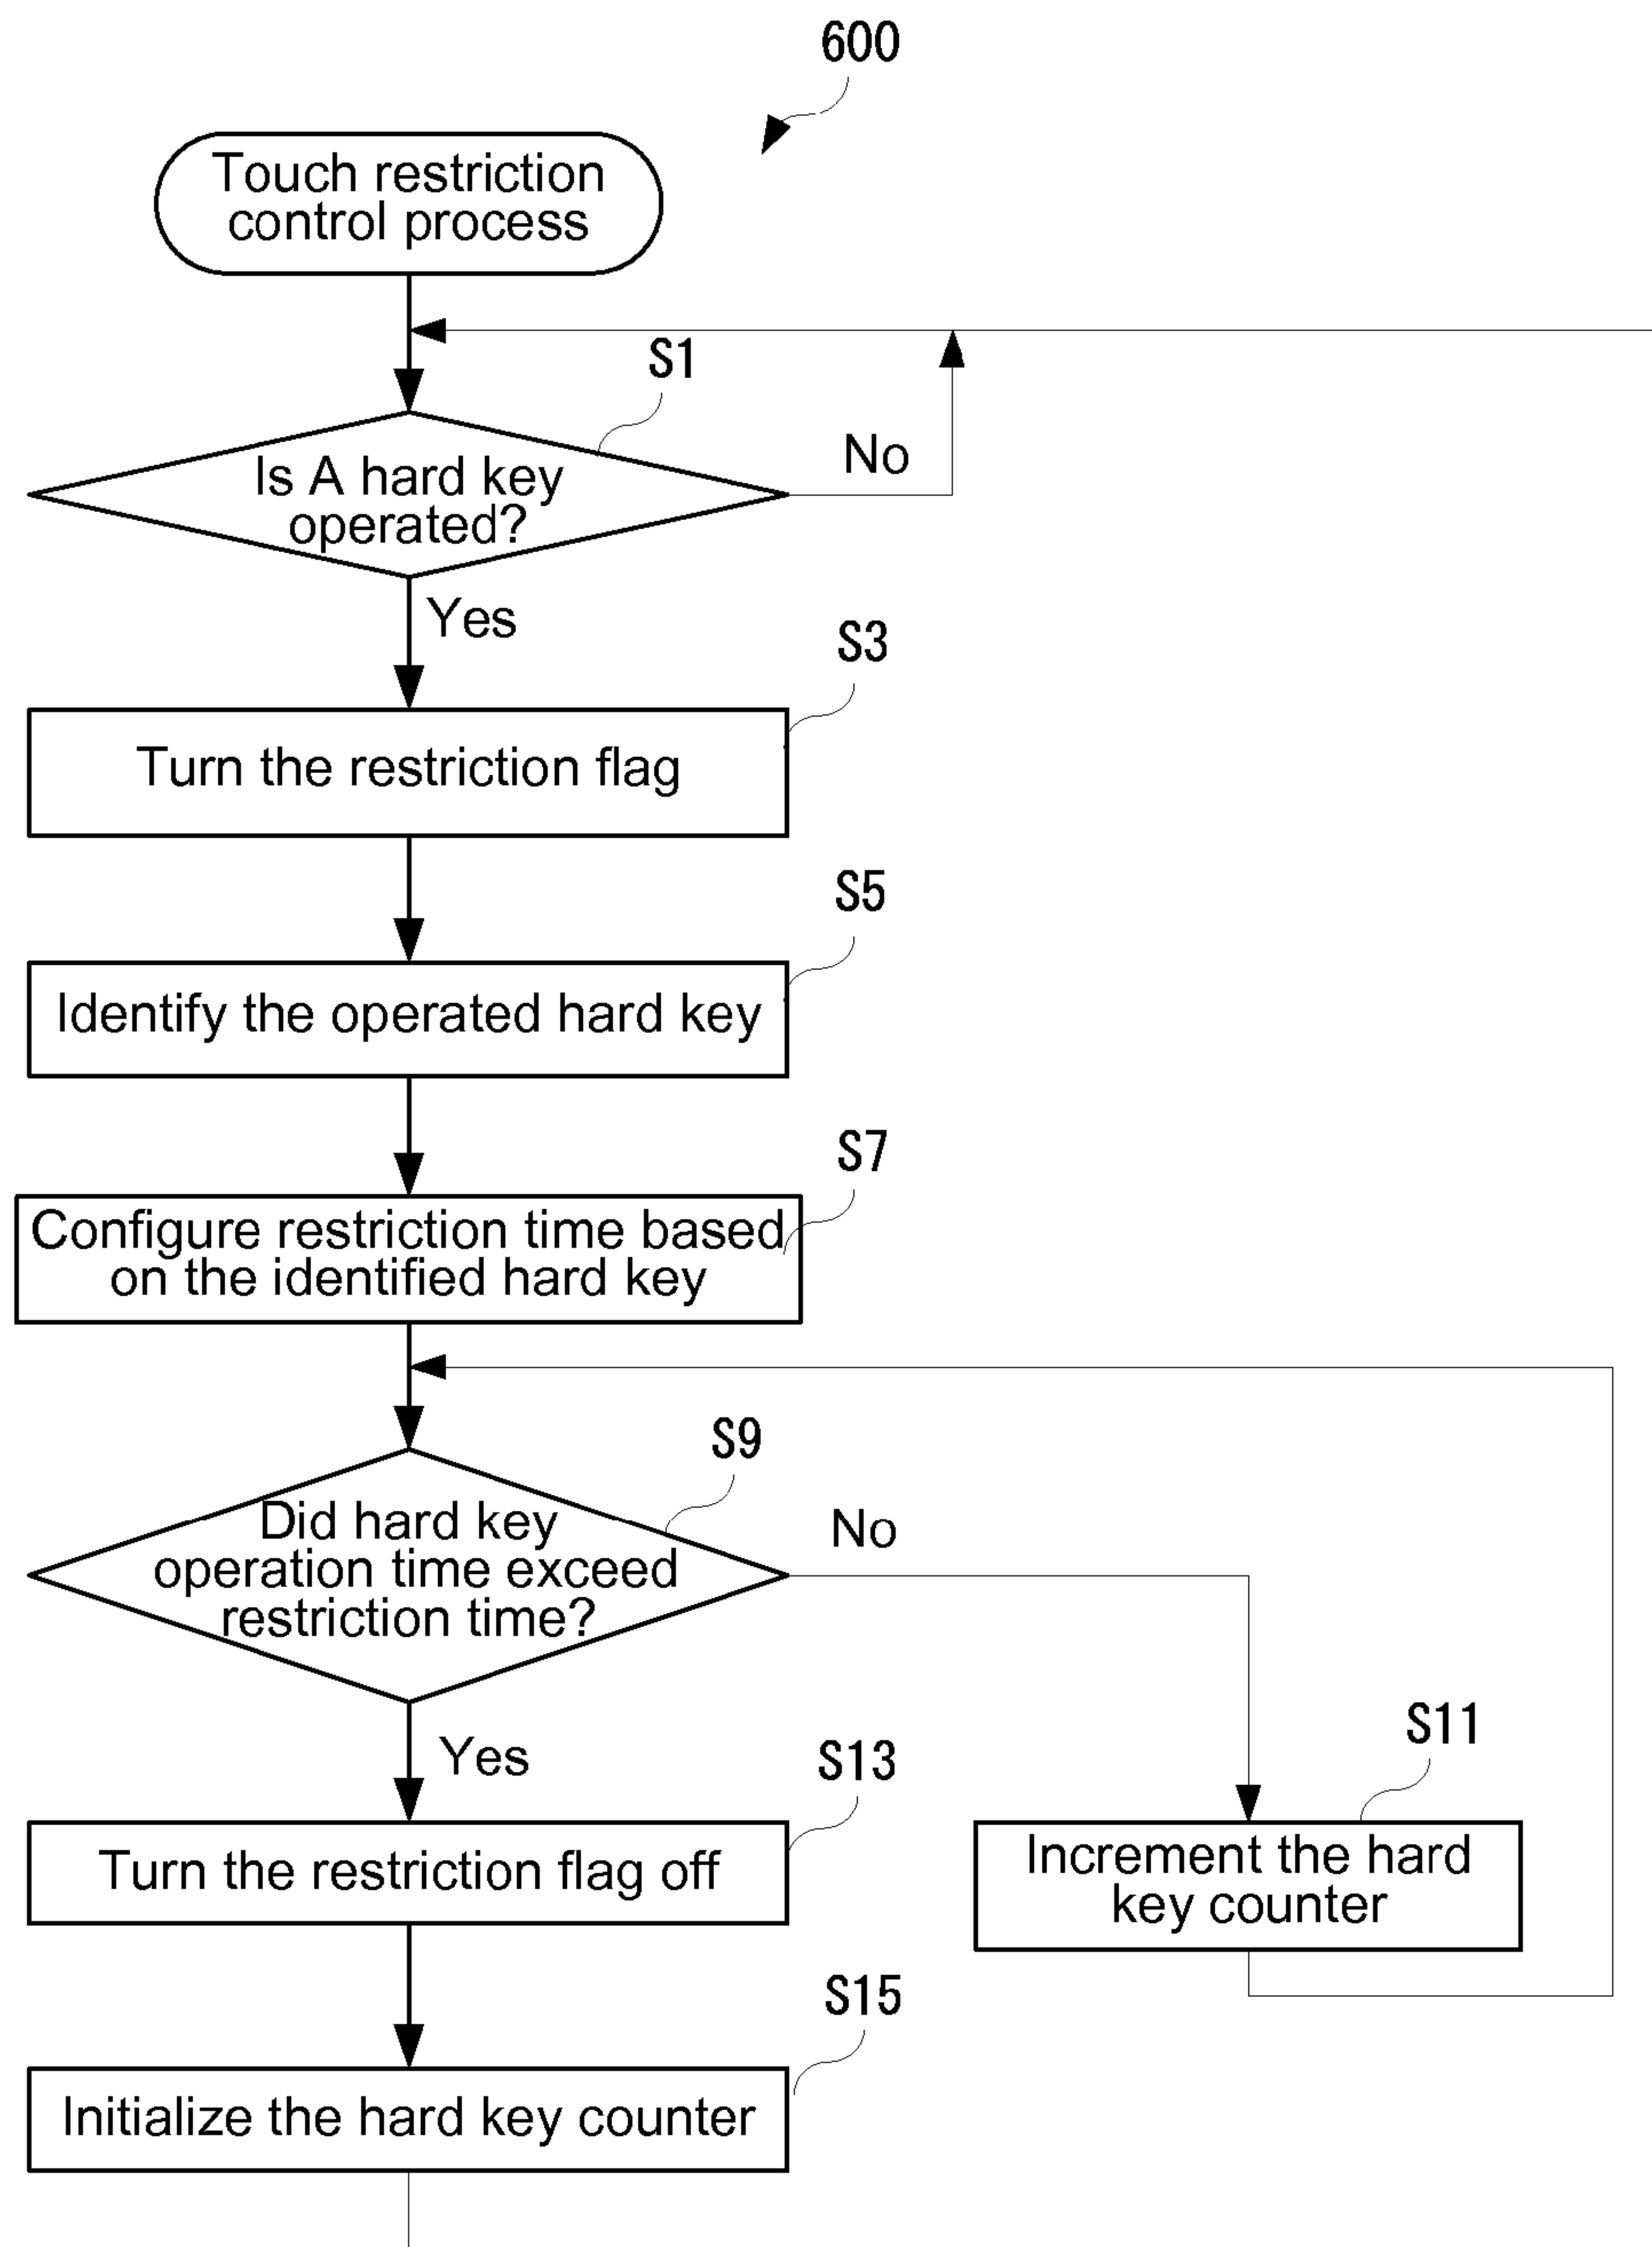 600
Touch restriction
control process
S1
Is A hard key
operated?
No
Yes
S3
Turn the restriction flag
S5
Identify the operated hard key
S7
Configure restriction time based
on the identified hard key
S9
Did hard key
operation time exceed
restriction time?
No
Yes
S11
S13
Increment the hard
key counter
Turn the restriction flag off
S15
Initialize the hard key counter